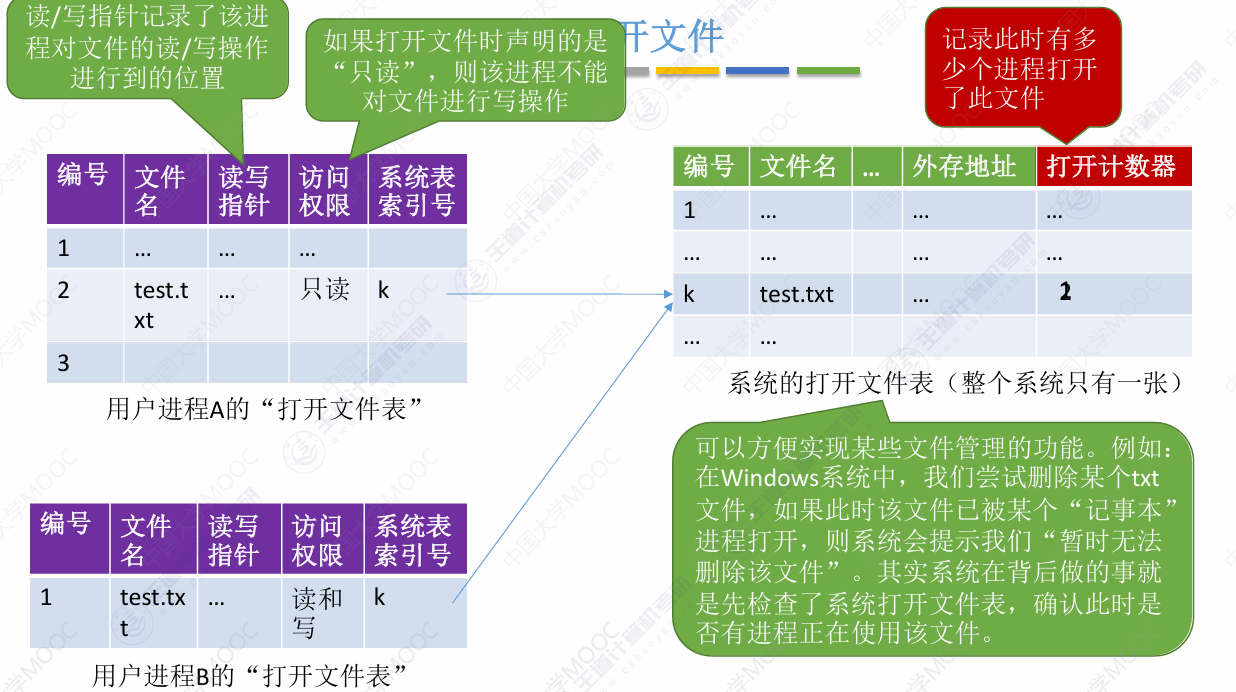 读/写指针记录了该进
程对文件的读/写操作
进行到的位置
如果打开文件时声明的是
“只读”，则该进程不能
对文件进行写操作
开文件
记录此时有多
少个进程打开
了此文件
编号 文件名 读写指针 访问权限 系统表索引号
1 … … …
2 test.txt … 只读 k
3
用户进程A的“打开文件表”
编号 文件名 … 外存地址 打开计数器
1 … … …
… … … …
k test.txt …
… …
系统的打开文件表（整个系统只有一张）
编号 文件名 读写指针 访问权限 系统表索引号
1 test.txt … 读和写 k
用户进程B的“打开文件表”
可以方便实现某些文件管理的功能。例如：
在Windows系统中，我们尝试删除某个txt
文件，如果此时该文件已被某个“记事本”
进程打开，则系统会提示我们“暂时无法
删除该文件”。其实系统在背后做的事就
是先检查了系统打开文件表，确认此时是
否有进程正在使用该文件。